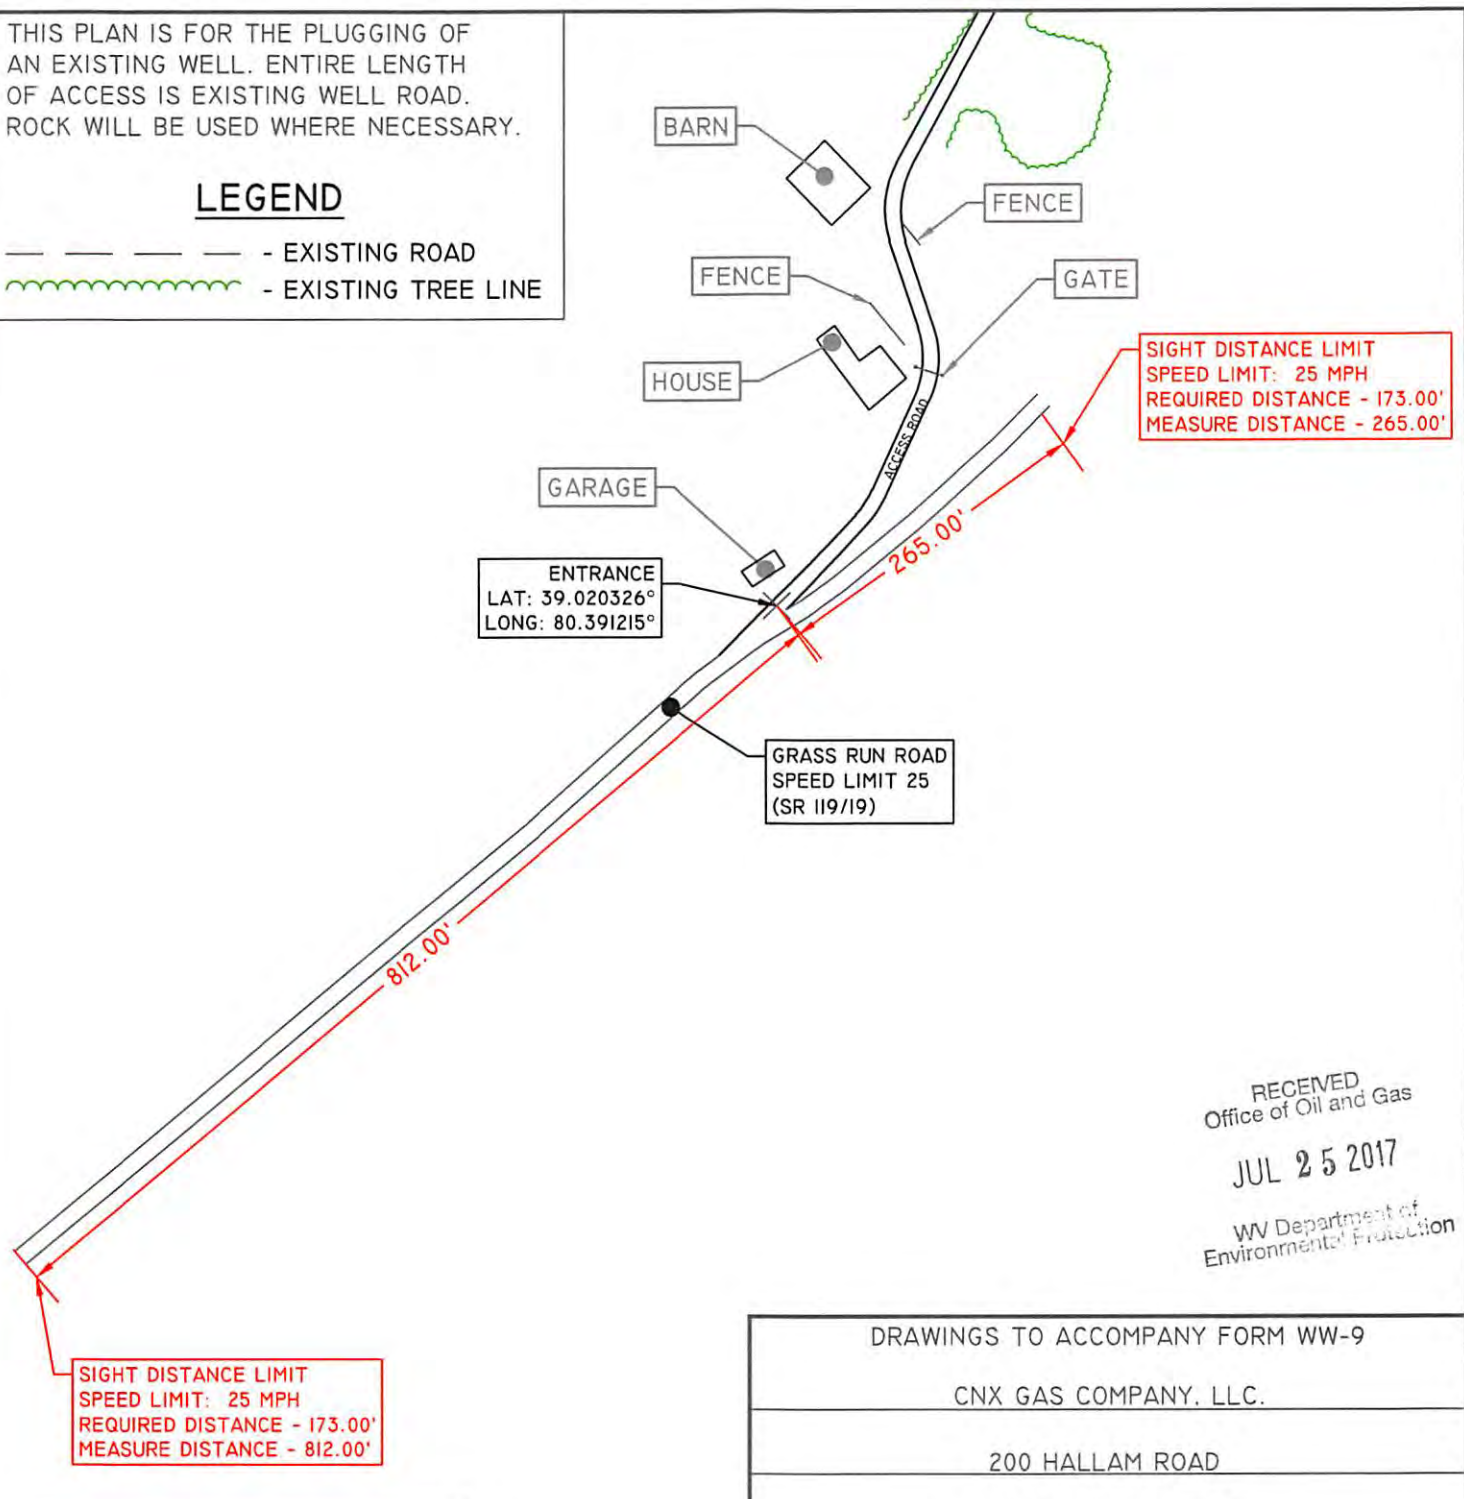 THIS PLAN IS FOR THE PLUGGING OF
AN EXISTING WELL. ENTIRE LENGTH
OF ACCESS IS EXISTING WELL ROAD.
ROCK WILL BE USED WHERE NECESSARY.
LEGEND
- EXISTING ROAD
- EXISTING TREE LINE
BARN
FENCE
FENCE
GATE
HOUSE
SIGHT DISTANCE LIMIT
SPEED LIMIT: 25 MPH
REQUIRED DISTANCE - 173.00'
MEASURE DISTANCE - 265.00'
ACCESS ROAD
GARAGE
265.00'
ENTRANCE
LAT: 39.020326°
LONG: 80.391215°
GRASS RUN ROAD
SPEED LIMIT 25
(SR 119/19)
812.00'
RECEIVED
Office of Oil and Gas
JUL 25 2017
WV Department of
Environmental Protection
SIGHT DISTANCE LIMIT
SPEED LIMIT: 25 MPH
REQUIRED DISTANCE - 173.00'
MEASURE DISTANCE - 812.00'
DRAWINGS TO ACCOMPANY FORM WW-9
CNX GAS COMPANY, LLC.
200 HALLAM ROAD